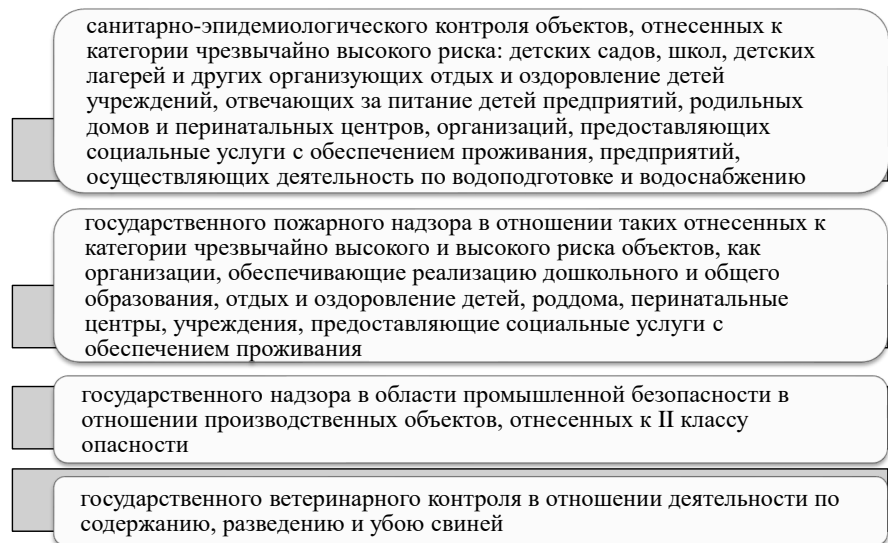 санитарно-эпидемиологического контроля объектов, отнесенных к
категории чрезвычайно высокого риска: детских садов, школ, детских
лагерей и других организующих отдых и оздоровление детей
учреждений, отвечающих за питание детей предприятий, родильных
домов и перинатальных центров, организаций, предоставляющих
социальные услуги с обеспечением проживания, предприятий,
осуществляющих деятельность по водоподготовке и водоснабжению
государственного пожарного надзора в отношении таких отнесенных к
категории чрезвычайно высокого и высокого риска объектов, как
организации, обеспечивающие реализацию дошкольного и общего
образования, отдых и оздоровление детей, роддома, перинатальные
центры, учреждения, предоставляющие социальные услуги с
обеспечением проживания
государственного надзора в области промышленной безопасности в
отношении производственных объектов, отнесенных к II классу
опасности
государственного ветеринарного контроля в отношении деятельности по
содержанию, разведению и убою свиней